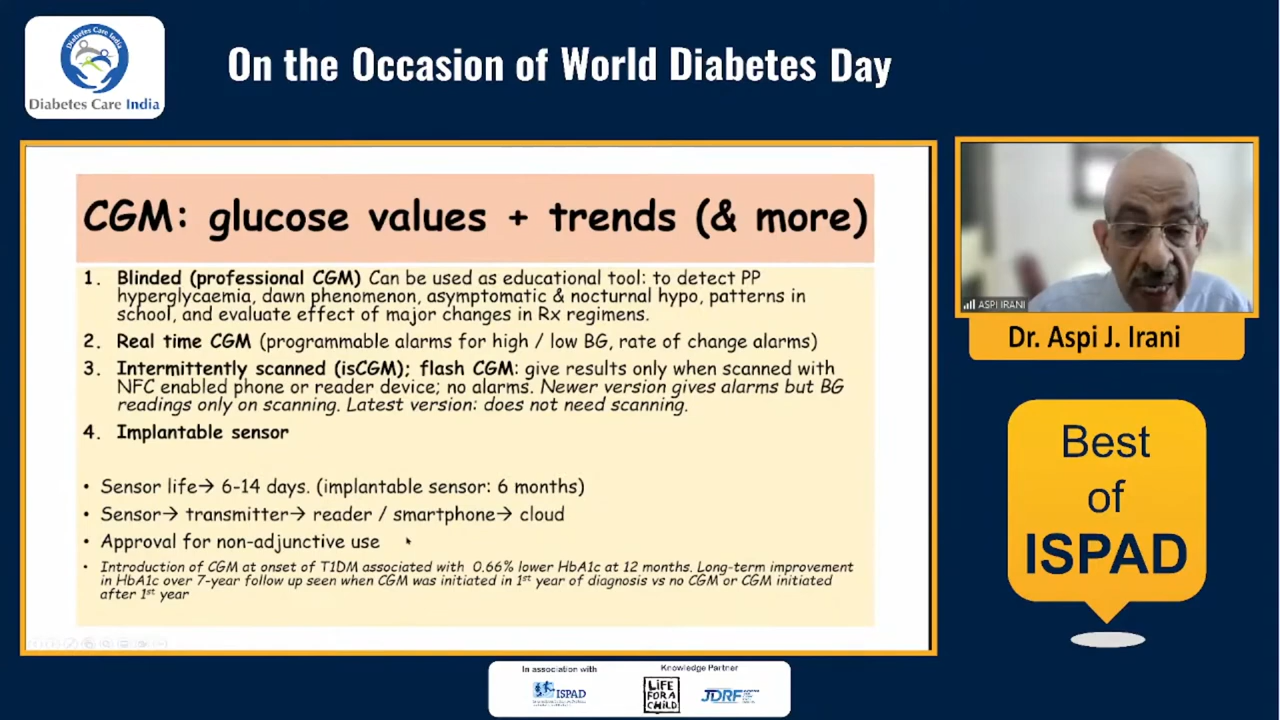 Diabetes Care India
Diabetes Care India
On the Occasion of World Diabetes Day
CGM: glucose values + trends (& more)
1. Blinded (professional CGM) Can be used as educational tool: to detect PP
hyperglycaemia, dawn phenomenon, asymptomatic & nocturnal hypo, patterns in
school, and evaluate effect of major changes in Rx regimens.
2. Real time CGM (programmable alarms for high / low BG, rate of change alarms)
3. Intermittently scanned (isCGM); flash CGM: give results only when scanned with
NFC enabled phone or reader device; no alarms. Newer version gives alarms but BG
readings only on scanning. Latest version: does not need scanning.
4. Implantable sensor
• Sensor life→ 6-14 days. (implantable sensor: 6 months)
• Sensor→ transmitter→ reader / smartphone→ cloud
• Approval for non-adjunctive use
• Introduction of CGM at onset of T1DM associated with 0.66% lower HbA1c at 12 months. Long-term improvement
in HbA1c over 7-year follow up seen when CGM was initiated in 1st year of diagnosis vs no CGM or CGM initiated
after 1st year
ASPI IRANI
Dr. Aspi J. Irani
Best
of
ISPAD
In association with
ISPAD
Knowledge Partner
LiFE
FOR A
CHiLD
JDRF